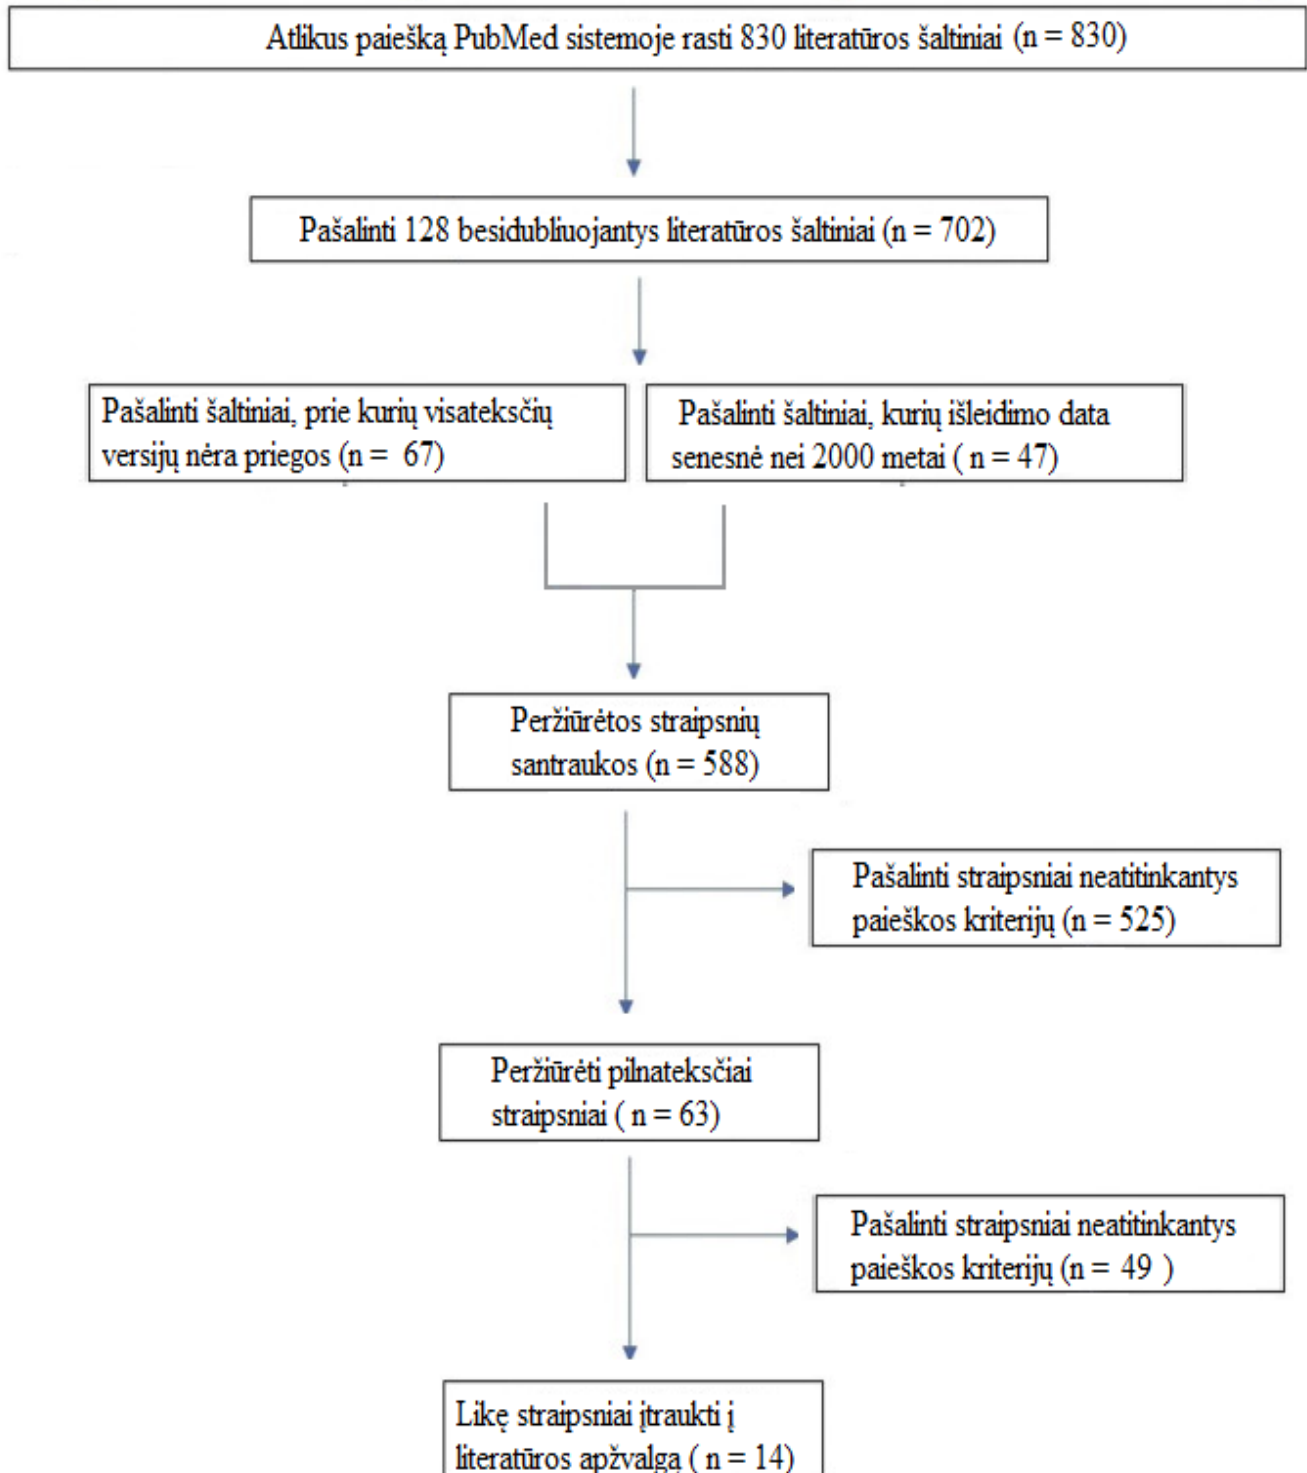 Atlikus paiešką PubMed sistemoje rasti 830 literatūros šaltiniai (n = 830)
Pašalinti 128 besidubliuojantys literatūros šaltiniai (n = 702)
Pašalinti šaltiniai, prie kurių visateksčių
versijų nėra priegos (n = 67)
Pašalinti šaltiniai, kurių išleidimo data
senesnė nei 2000 metai ( n = 47)
Peržiūrėtos straipsnių
santraukos (n = 588)
Pašalinti straipsniai neatitinkantys
paieškos kriterijų (n = 525)
Peržiūrėti pilnateksčiai
straipsniai ( n = 63)
Pašalinti straipsniai neatitinkantys
paieškos kriterijų (n = 49 )
Likę straipsniai įtraukti į
literatūros apžvalgą ( n = 14)